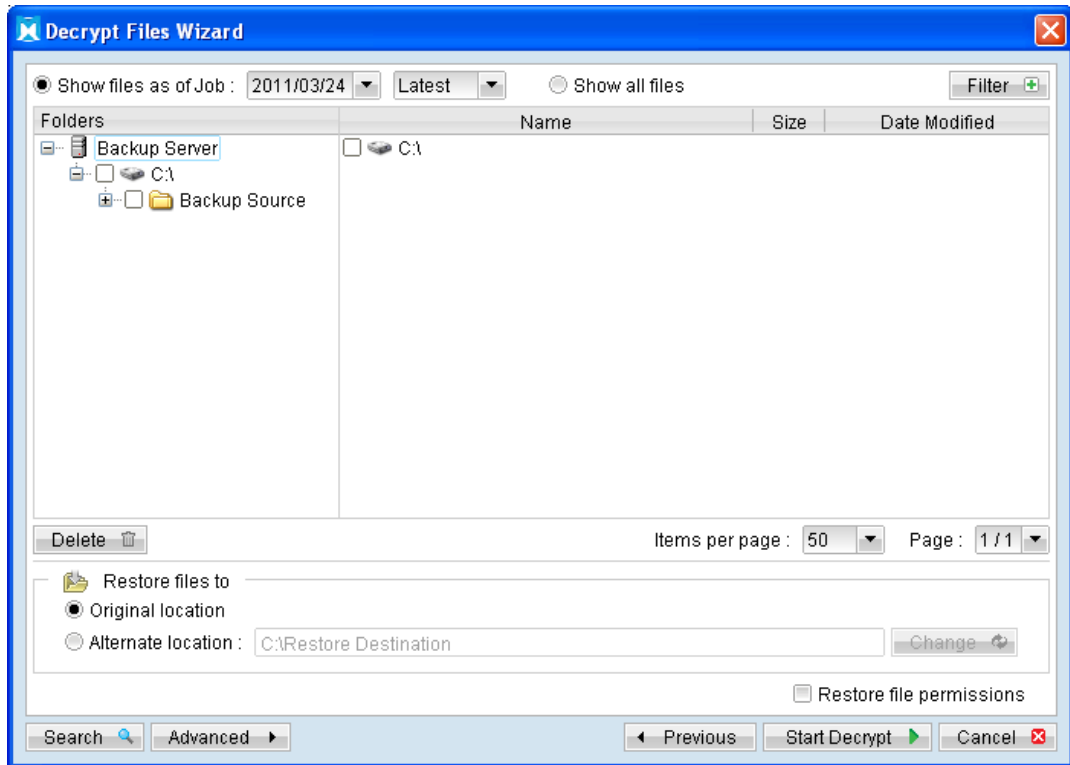 Decrypt Files Wizard
Show files as of Job : 2011/03/24 Latest Show all files Filter
Folders Name Size Date Modified
Backup Server C:\
C:\
Backup Source
Delete Items per page : 50 Page : 1 / 1
Restore files to
Original location
Alternate location : C:\Restore Destination Change
Restore file permissions
Search Advanced Previous Start Decrypt Cancel